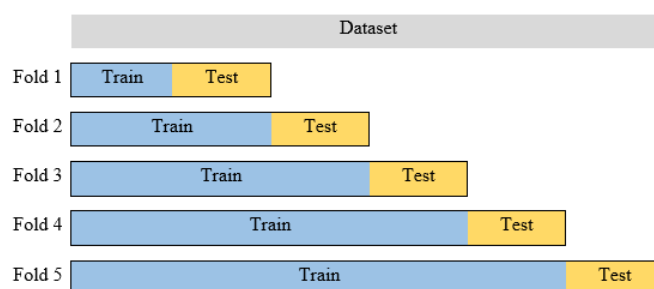 Dataset
Fold 1 Train Test
Fold 2 Train Test
Fold 3 Train Test
Fold 4 Train Test
Fold 5 Train Test